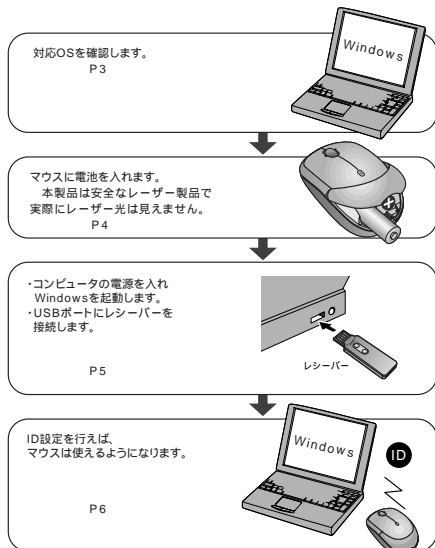 対応OSを確認します。
P3
Windows
マウスに電池を入れます。
本製品は安全なレーザー製品で
実際にレーザー光は見えません。
P4
・コンピュータの電源を入れ
Windowsを起動します。
・USBポートにレシーバーを
接続します。
P5
レシーバー
ID設定を行えば、
マウスは使えるようになります。
P6
Windows
ID